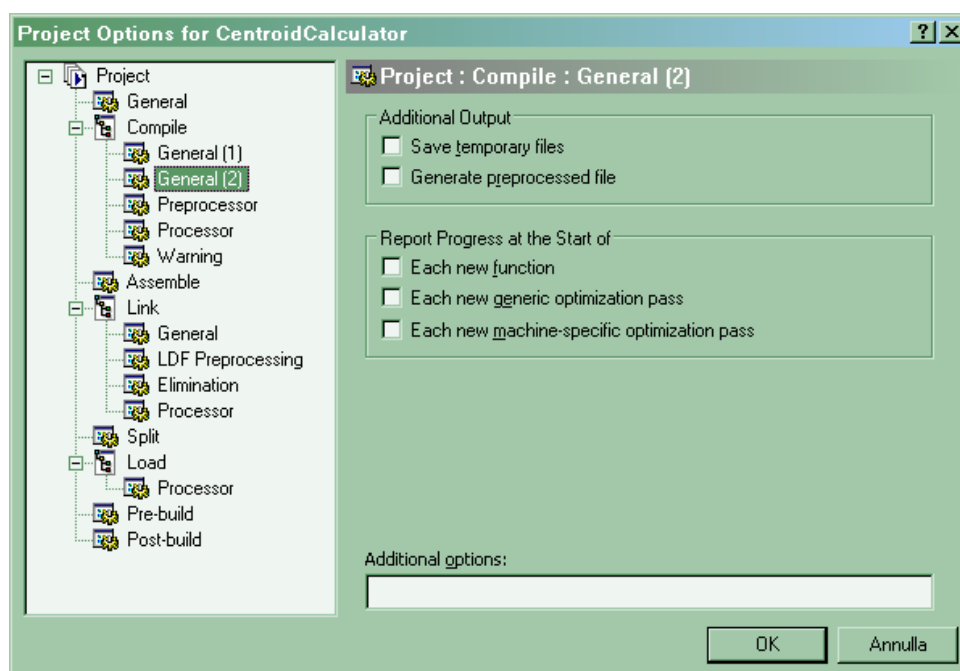 Project Options for CentroidCalculator
Project
General
Compile
General (1)
General (2)
Preprocessor
Processor
Warning
Assemble
Link
General
LDF Preprocessing
Elimination
Processor
Split
Load
Processor
Pre-build
Post-build
Project : Compile : General (2)
Additional Output
Save temporary files
Generate preprocessed file
Report Progress at the Start of
Each new function
Each new generic optimization pass
Each new machine-specific optimization pass
Additional options:
OK
Annulla